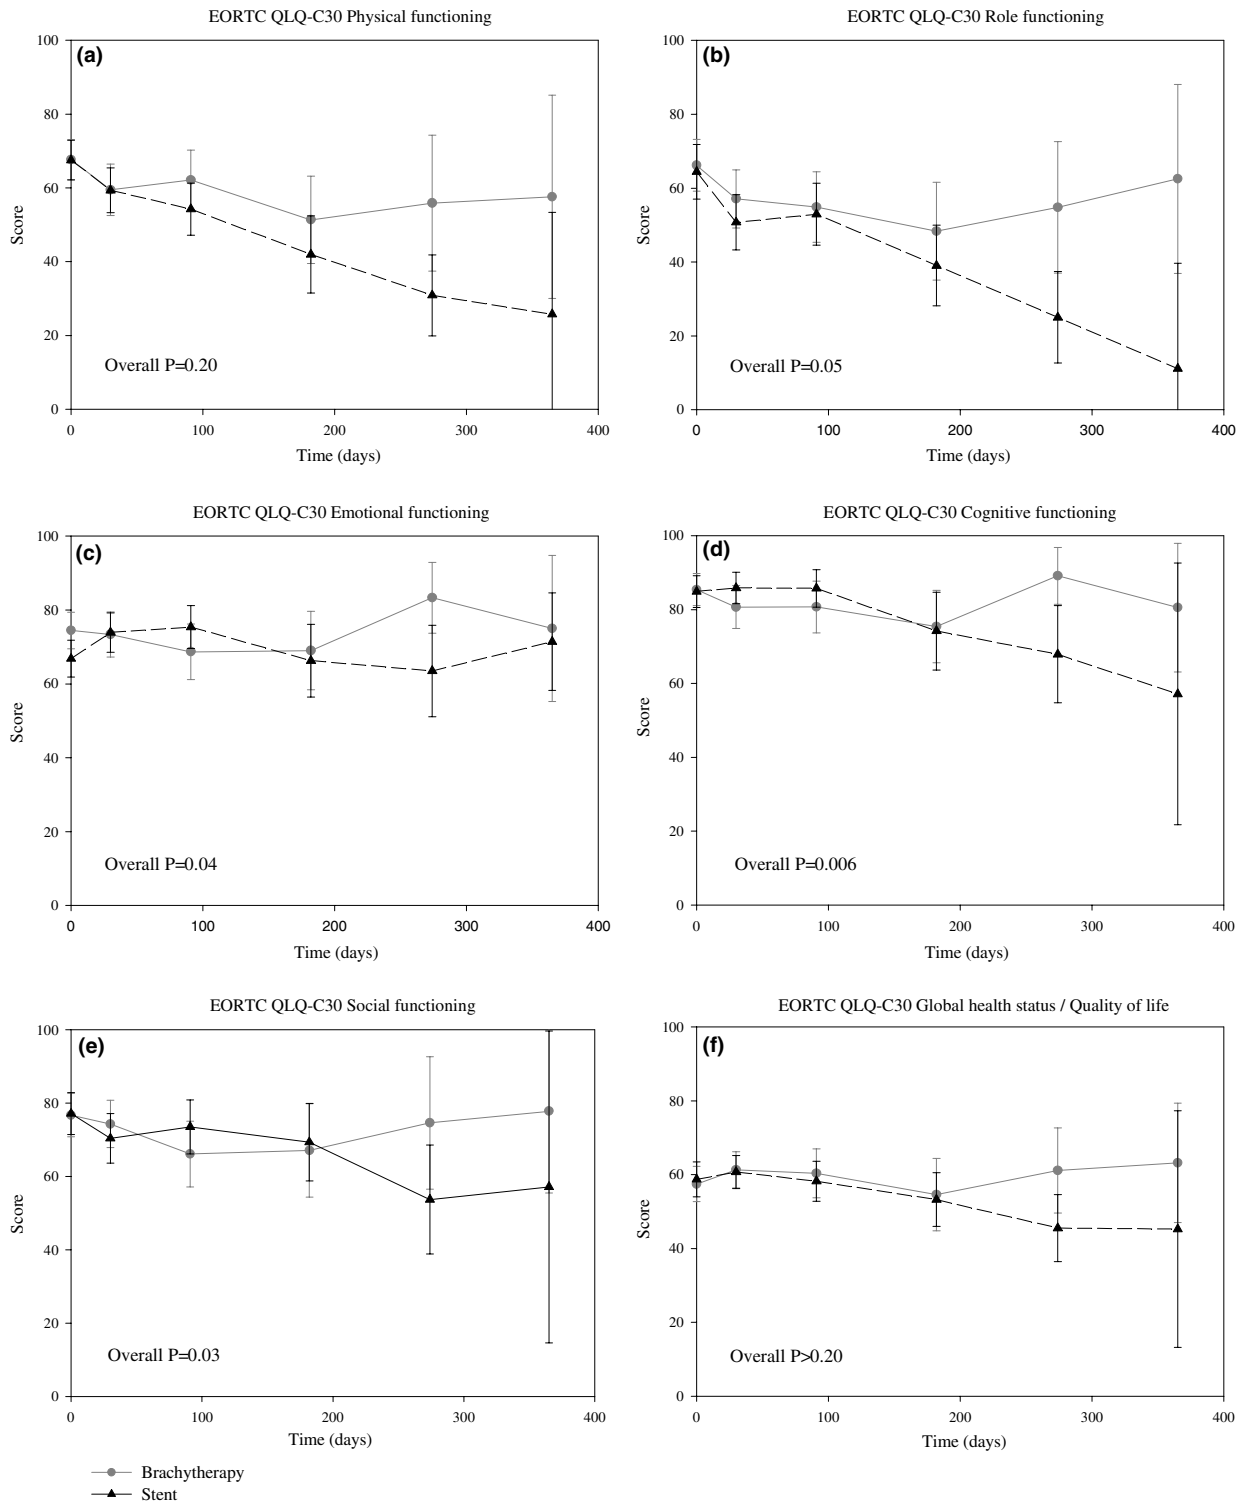 EORTC QLQ-C30 Physical functioning
(a)
100
80
60
40
20
0
Score
Overall P=0.20
0 100 200 300 400
Time (days)
EORTC QLQ-C30 Role functioning
(b)
100
80
60
40
20
0
Score
Overall P=0.05
0 100 200 300 400
Time (days)
EORTC QLQ-C30 Emotional functioning
(c)
100
80
60
40
20
0
Score
Overall P=0.04
0 100 200 300 400
Time (days)
EORTC QLQ-C30 Cognitive functioning
(d)
100
80
60
40
20
0
Score
Overall P=0.006
0 100 200 300 400
Time (days)
EORTC QLQ-C30 Social functioning
(e)
100
80
60
40
20
0
Score
Overall P=0.03
0 100 200 300 400
Time (days)
EORTC QLQ-C30 Global health status / Quality of life
(f)
100
80
60
40
20
0
Score
Overall P>0.20
0 100 200 300 400
Time (days)
Brachytherapy
Stent